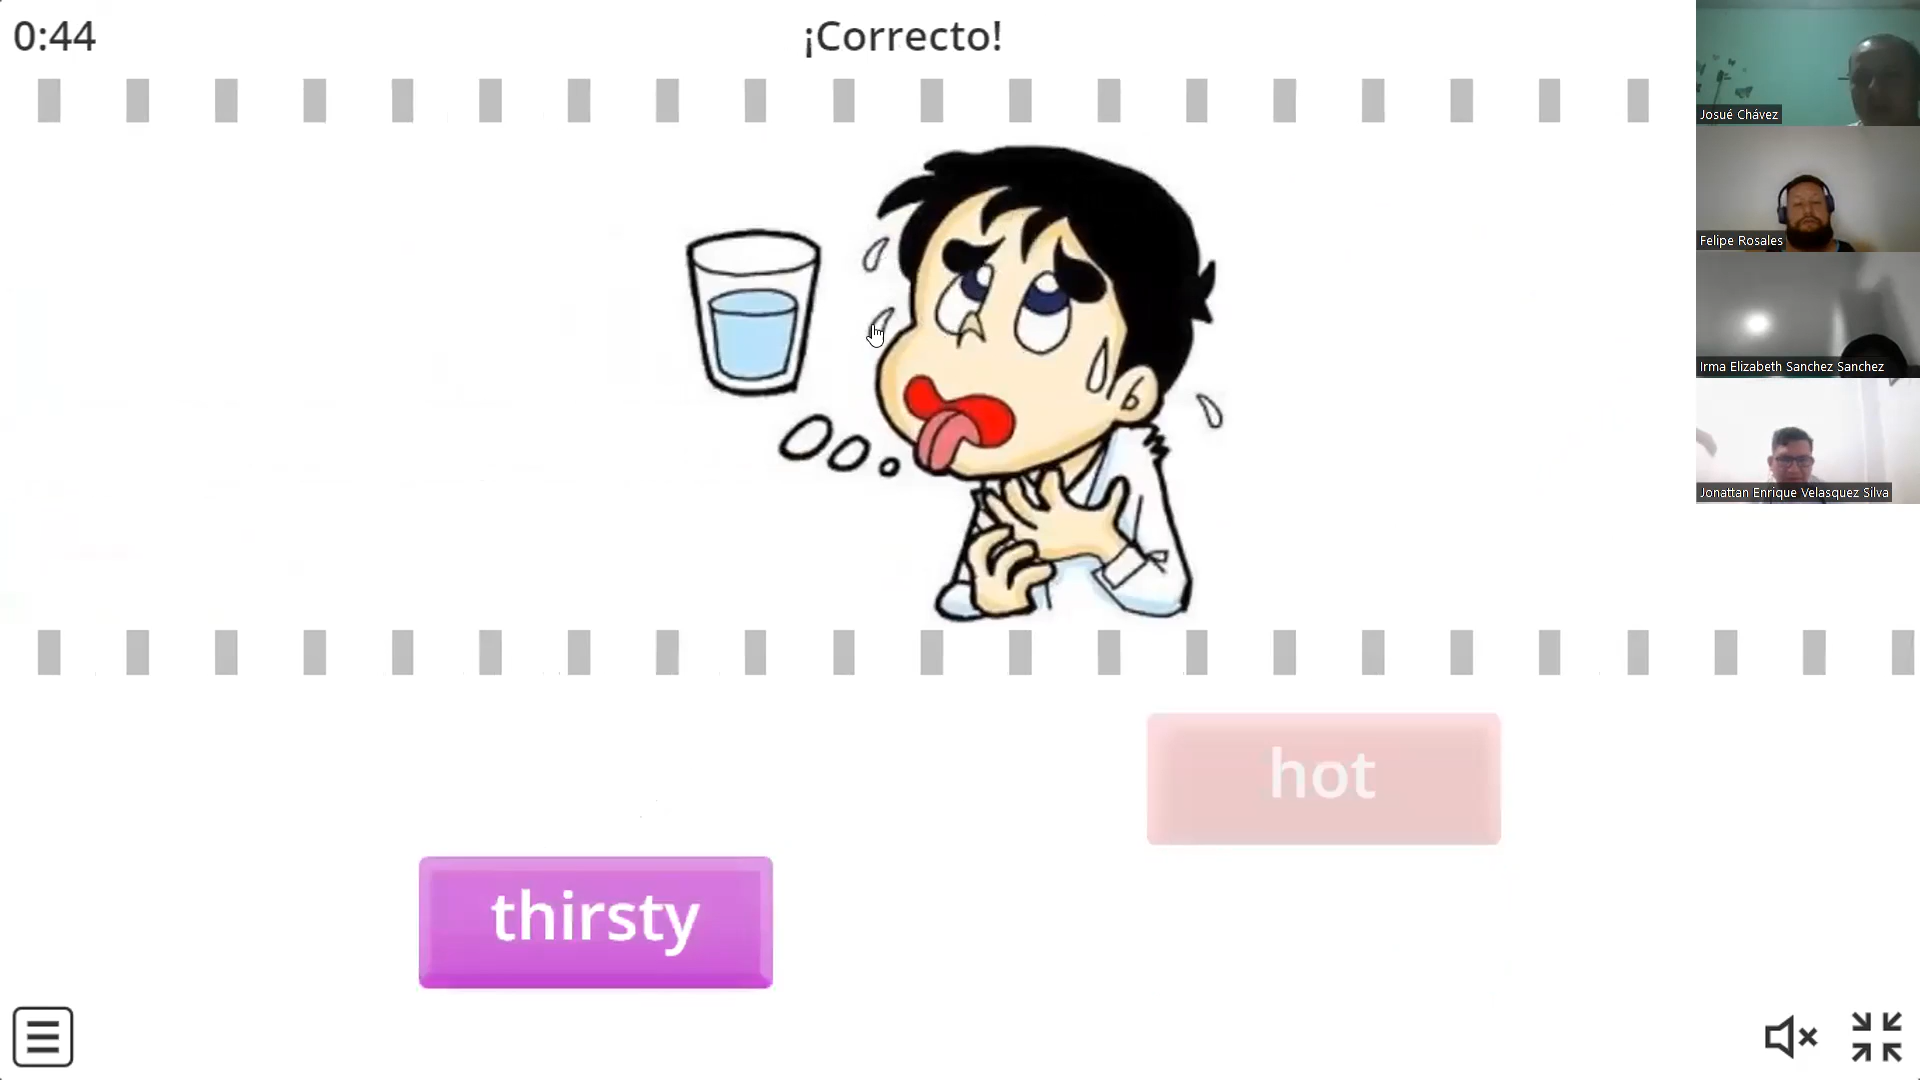 0:44
¡Correcto!
Josué Chávez
Felipe Rosales
Irma Elizabeth Sanchez Sanchez
Jonattan Enrique Velasquez Silva
hot
thirsty